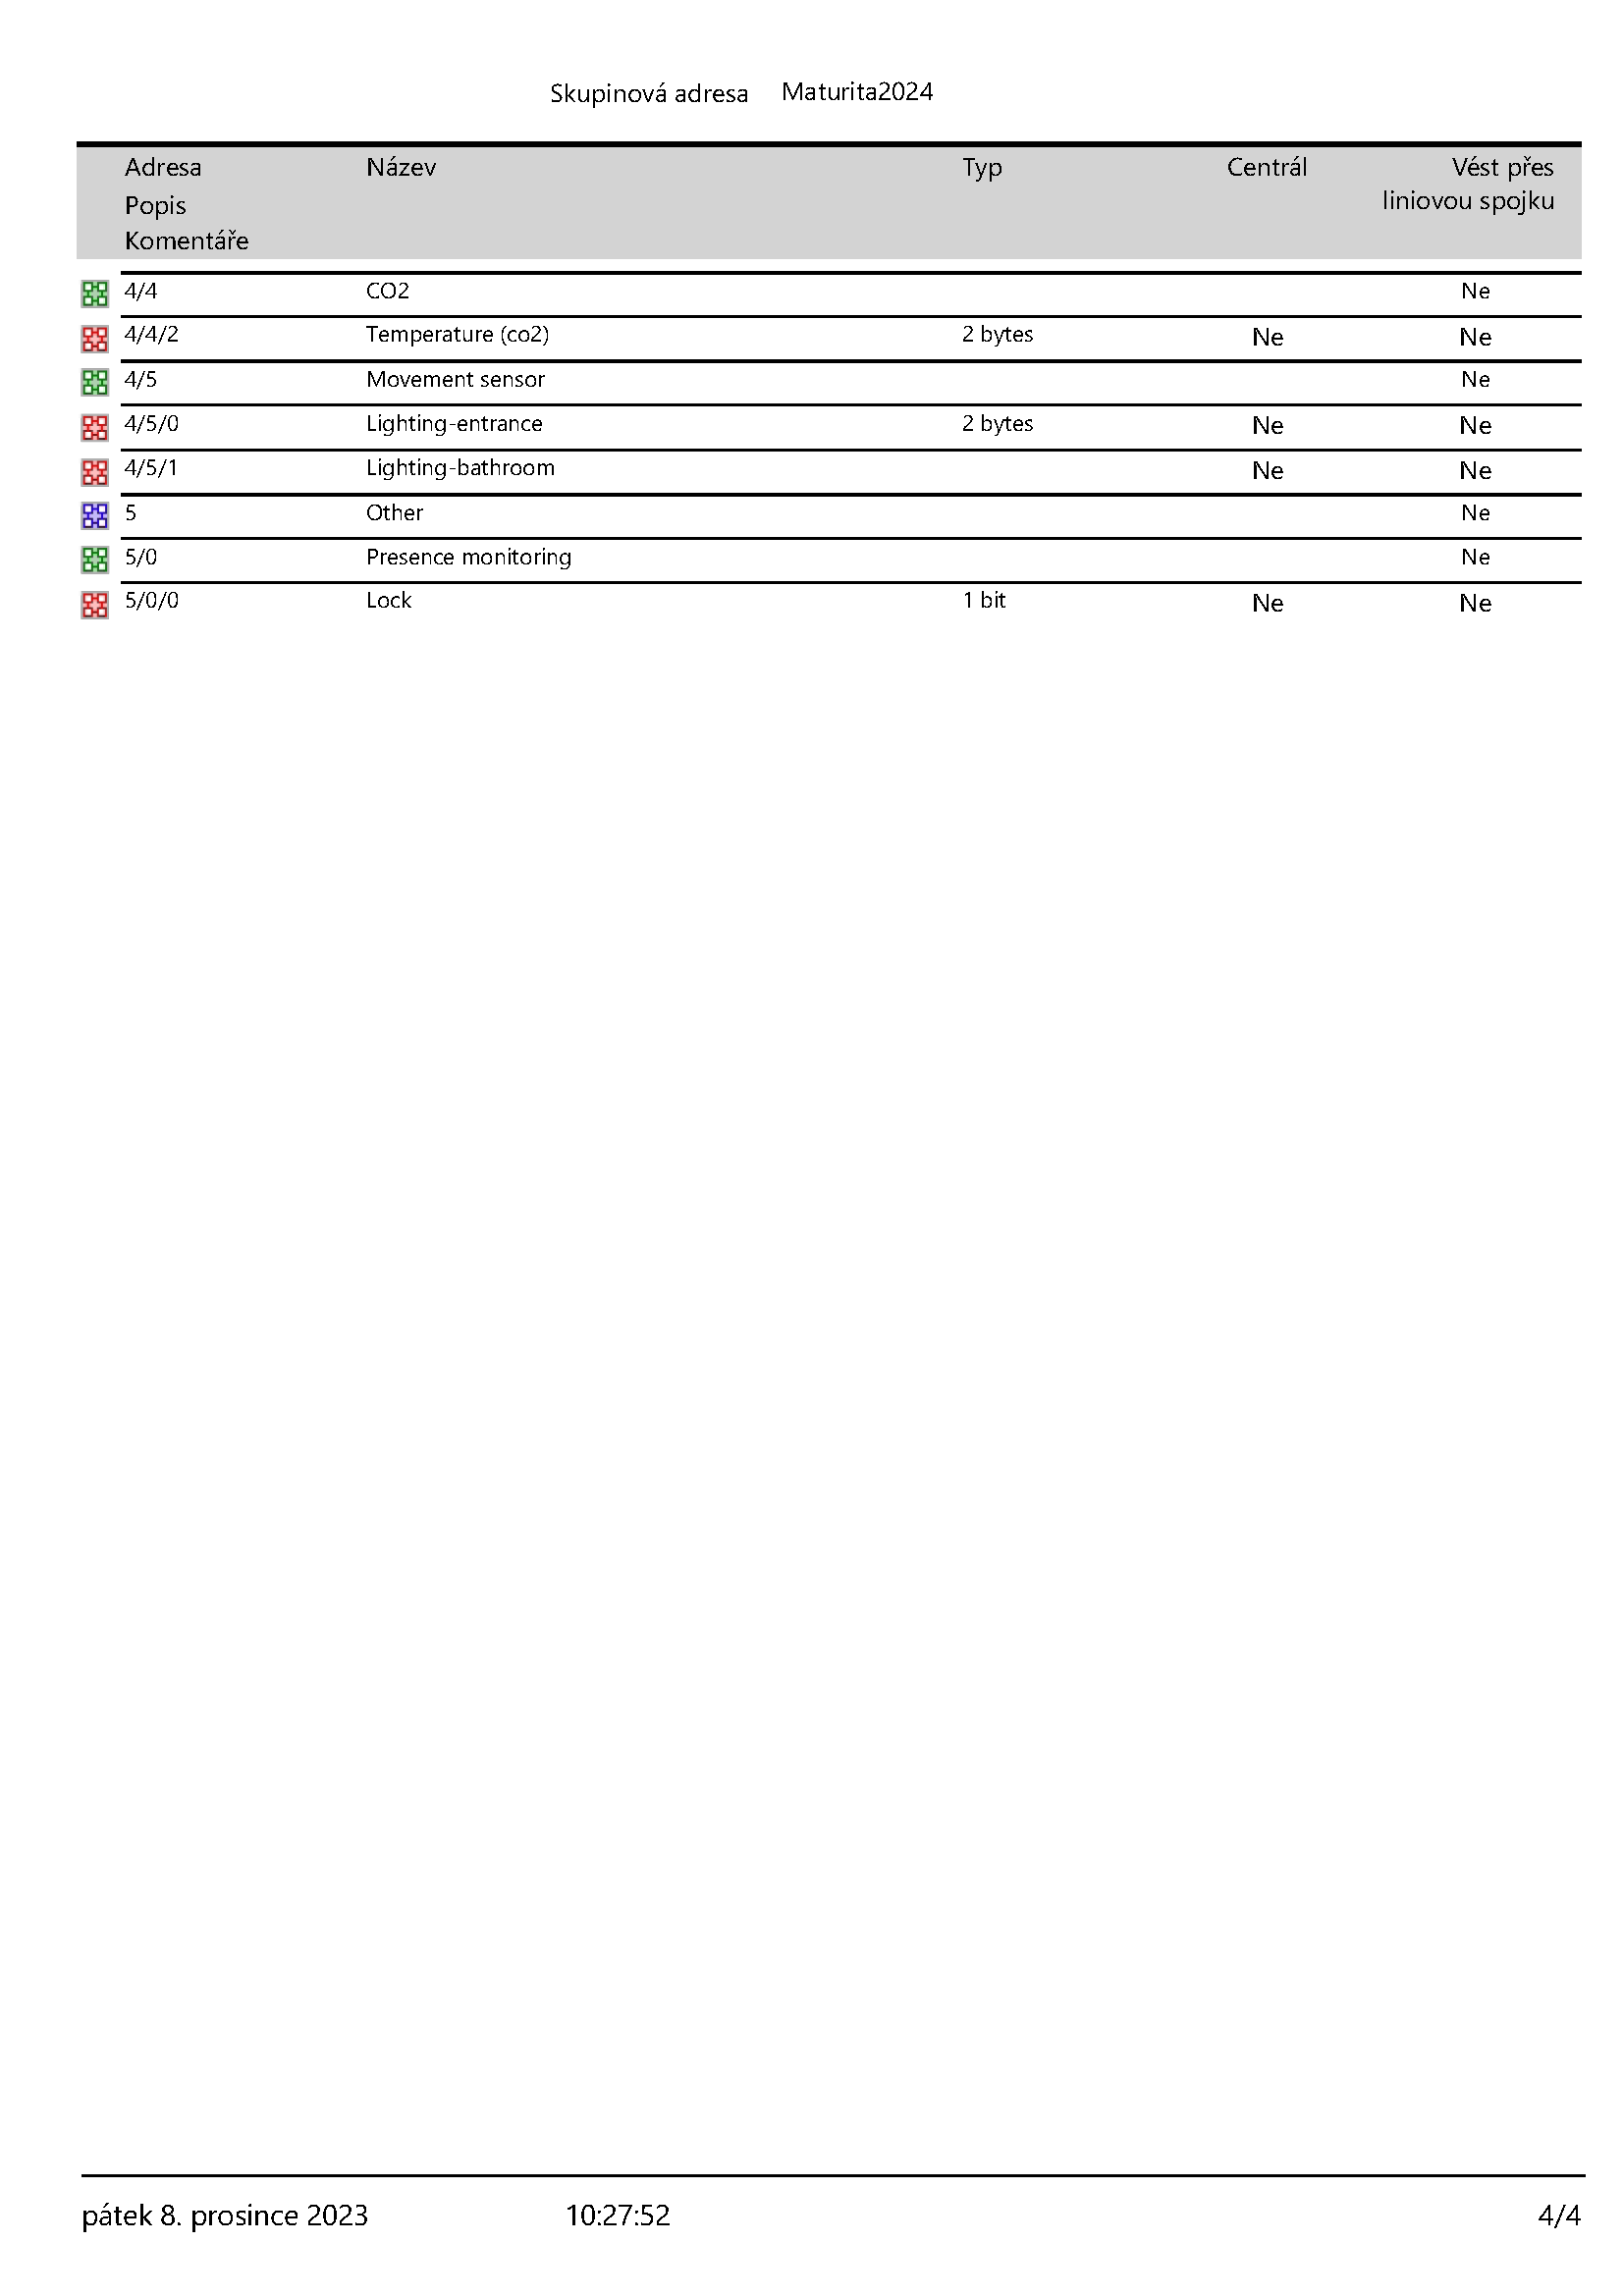 Skupinová adresa Maturita2024
Adresa Název Typ Centrál Vést přes
Popis liniovou spojku
Komentáře
4/4 CO2 Ne
4/4/2 Temperature (co2) 2 bytes Ne Ne
4/5 Movement sensor Ne
4/5/0 Lighting-entrance 2 bytes Ne Ne
4/5/1 Lighting-bathroom Ne Ne
5 Other Ne
5/0 Presence monitoring Ne
5/0/0 Lock 1 bit Ne Ne
pátek 8. prosince 2023 10:27:52 4/4